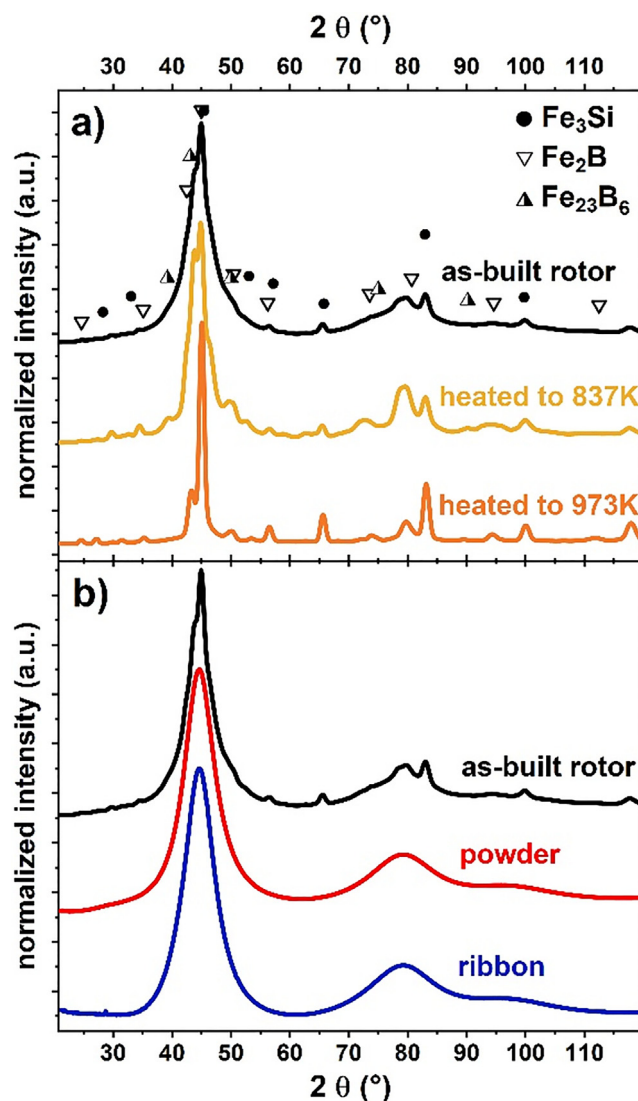 2 θ (°)
30 40 50 60 70 80 90 100 110
a)
Fe₃Si
Fe₂B
Fe₂₃B₆
as-built rotor
heated to 837K
heated to 973K
normalized intensity (a.u.)
b)
as-built rotor
powder
ribbon
normalized intensity (a.u.)
30 40 50 60 70 80 90 100 110
2 θ (°)